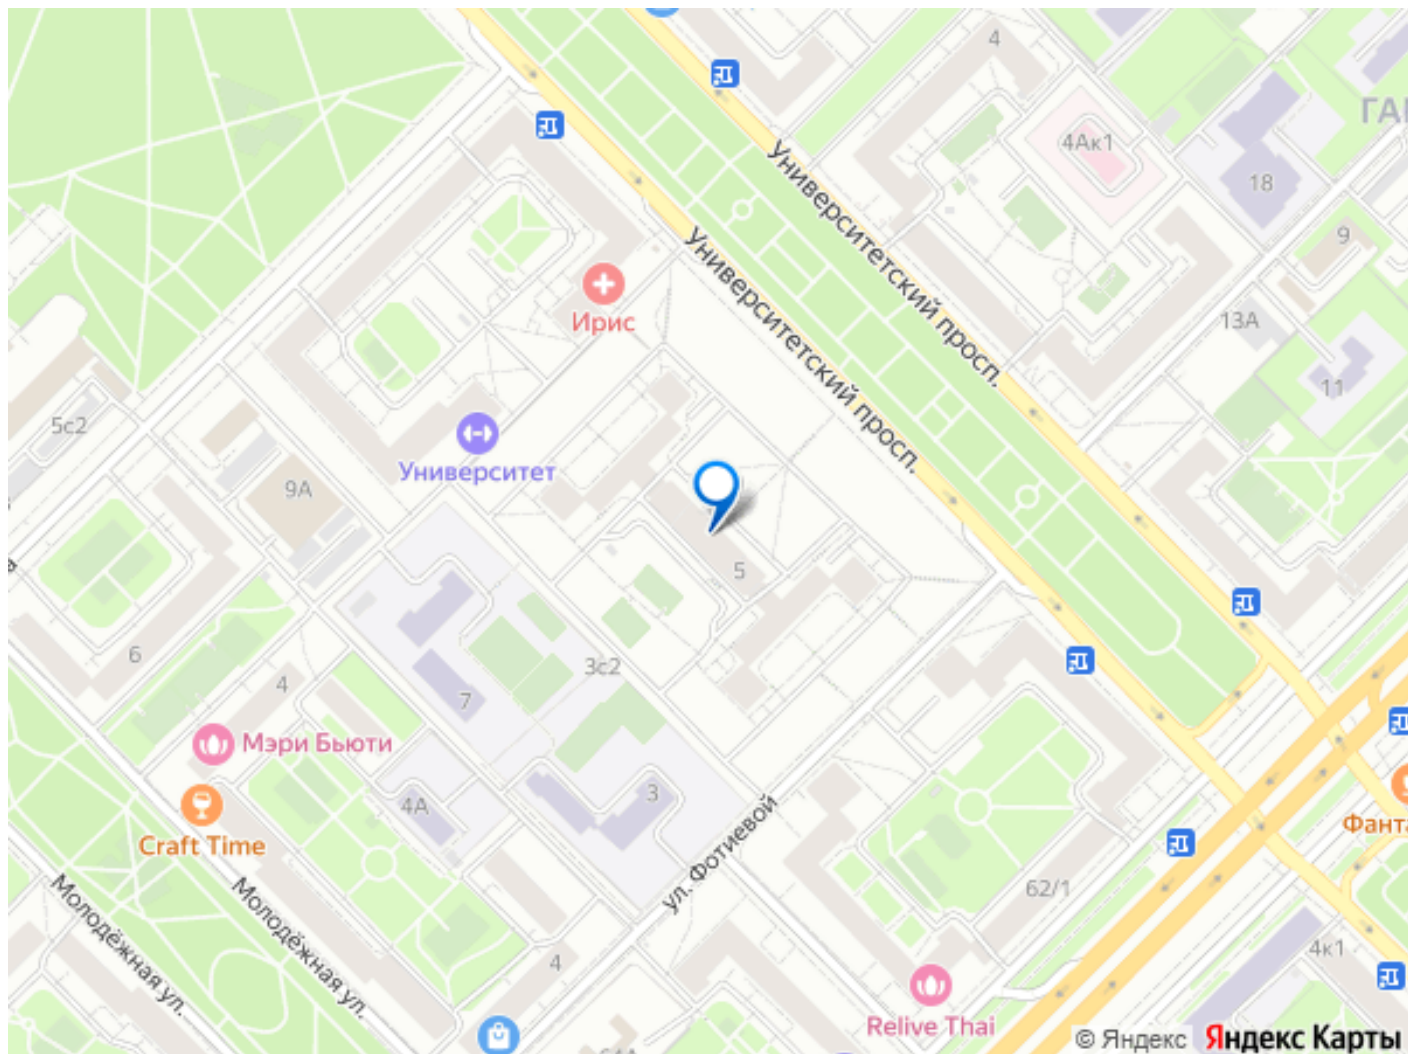 4
ГА
4Ак1
18
Университетский просп.
9
Университетский просп.
Ирис
13А
11
5с2
Университет
9А
5
6
3с2
4
7
Мэри Бьюти
4А
3
Craft Time
Фанта
ул. Фотиевой
62/1
Молодёжная ул.
Молодёжная ул.
4
4к1
Relive Thai
© Яндекс Яндекс Карты